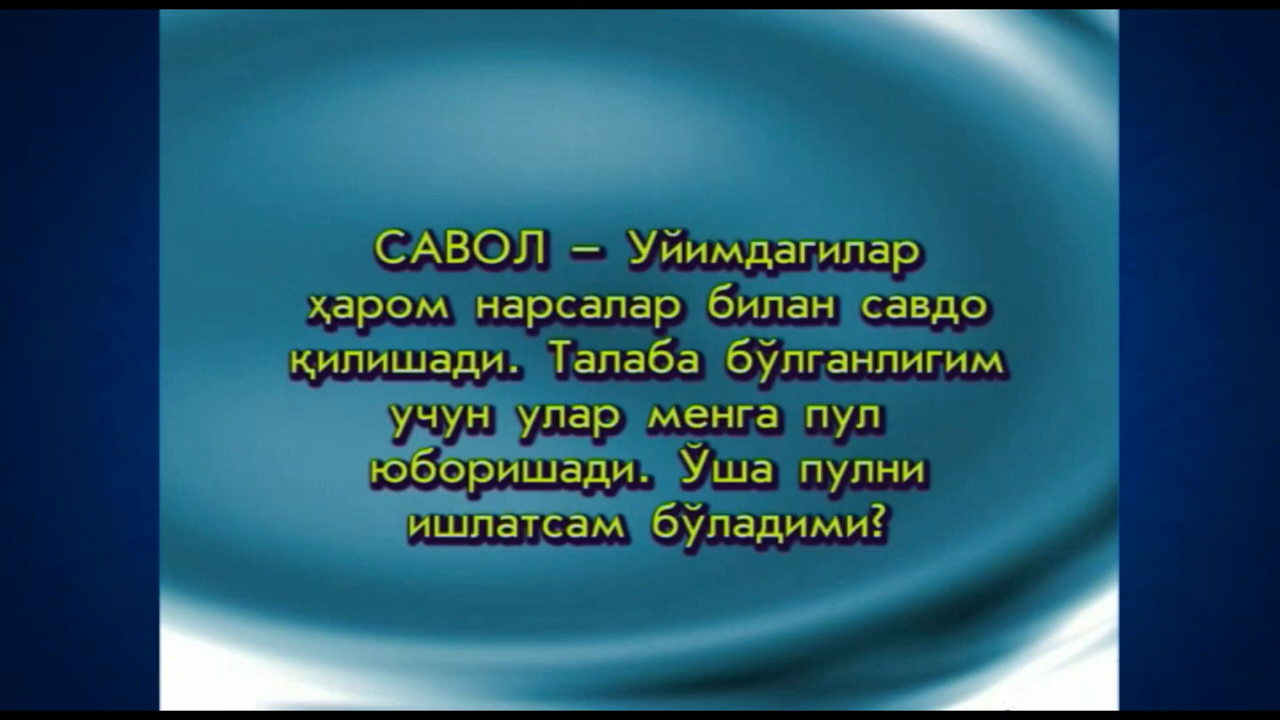 САВОЛ – Уйимдагилар
ҳаром нарсалар билан савдо
қилишади. Талаба бўлганлигим
учун улар менга пул
юборишади. Ўша пулни
ишлатсам бўладими?